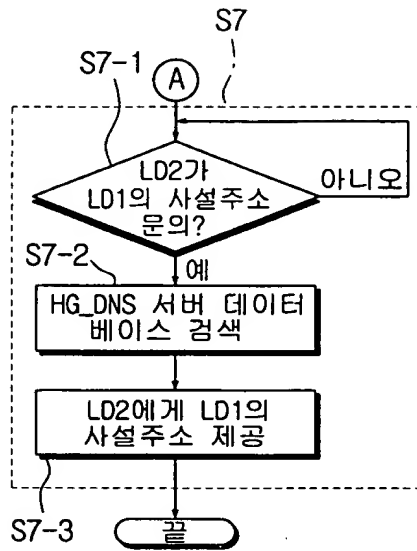 S7
S7-1
A
LD2가
LD1의 사설주소
문의?
아니오
S7-2
예
HG_DNS 서버 데이터
베이스 검색
LD2에게 LD1의
사설주소 제공
S7-3
끝